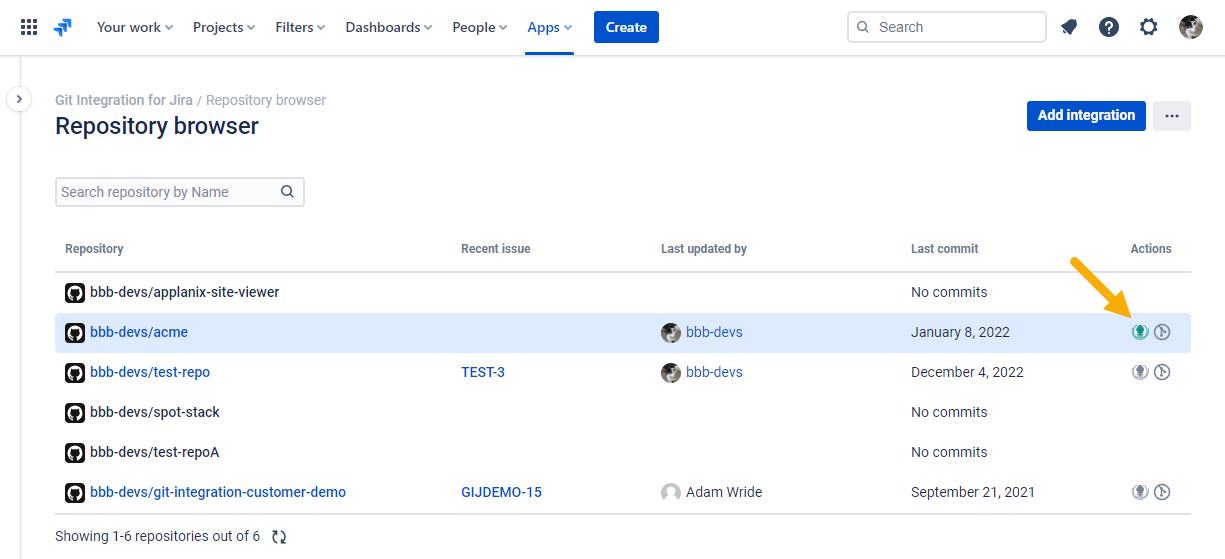 Your work Projects Filters Dashboards People Apps Create Search
Git Integration for Jira / Repository browser
Repository browser
Add integration
Search repository by Name
Repository Recent issue Last updated by Last commit Actions
bbb-devs/applanix-site-viewer No commits
bbb-devs/acme bbb-devs January 8, 2022
bbb-devs/test-repo TEST-3 bbb-devs December 4, 2022
bbb-devs/spot-stack No commits
bbb-devs/test-repoA No commits
bbb-devs/git-integration-customer-demo GIJDEMO-15 Adam Wride September 21, 2021
Showing 1-6 repositories out of 6